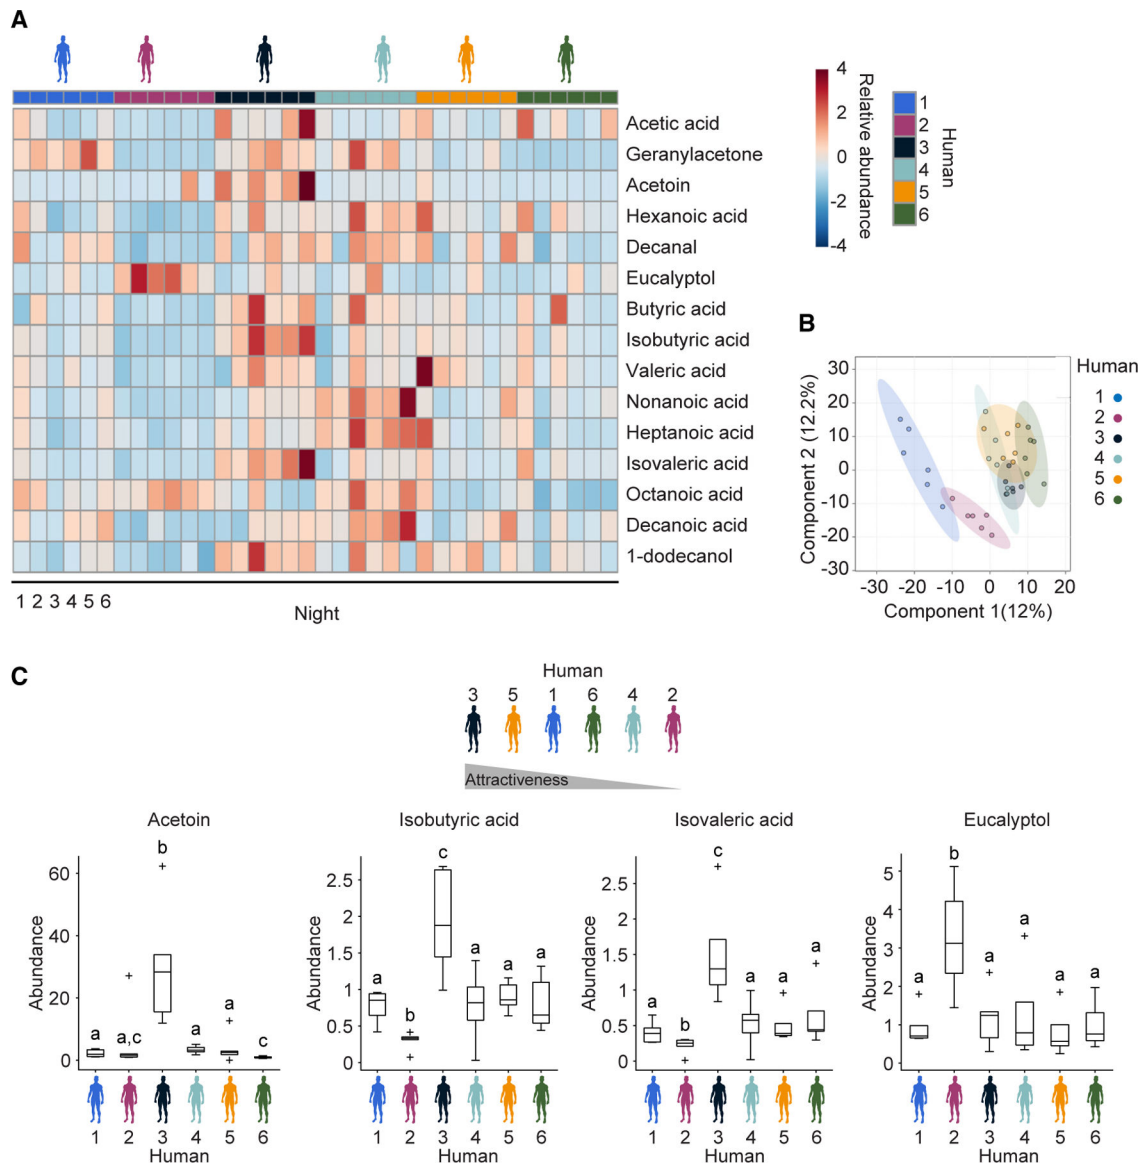 A
Acetic acid
Geranylacetone
Acetoin
Hexanoic acid
Decanal
Eucalyptol
Butyric acid
Isobutyric acid
Valeric acid
Nonanoic acid
Heptanoic acid
Isovaleric acid
Octanoic acid
Decanoic acid
1-dodecanol
1 2 3 4 5 6
Night
4
2
0
-2
-4
Relative abundance
1
2
3
4
5
6
Human
B
30
20
10
0
-10
-20
-30
Component 2 (12.2%)
-30 -20 -10 0 10 20
Component 1(12%)
Human
1
2
3
4
5
6
C
Human
3 5 1 6 4 2
Attractiveness
Acetoin
Abundance
60
40
20
0
a a,c b a a c
1 2 3 4 5 6
Human
Isobutyric acid
Abundance
2.5
2
1.5
1
0.5
0
a b c a a a
1 2 3 4 5 6
Human
Isovaleric acid
Abundance
2.5
2
1.5
1
0.5
0
a b c a a a
1 2 3 4 5 6
Human
Eucalyptol
Abundance
5
4
3
2
1
0
a b a a a a
1 2 3 4 5 6
Human